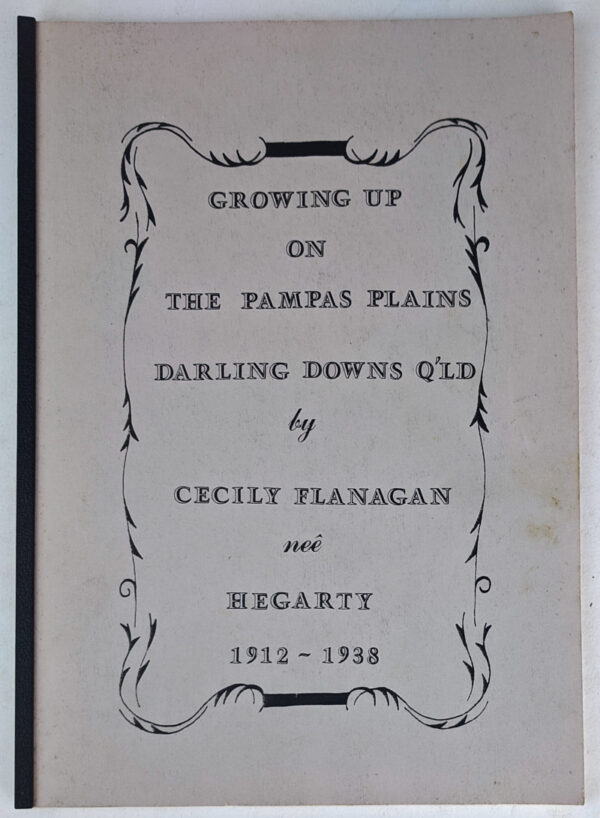 GROWING UP
ON
THE PAMPAS PLAINS
DARLING DOWNS Q'LD
by
CECILY FLANAGAN
neê
HEGARTY
1912 ~ 1938